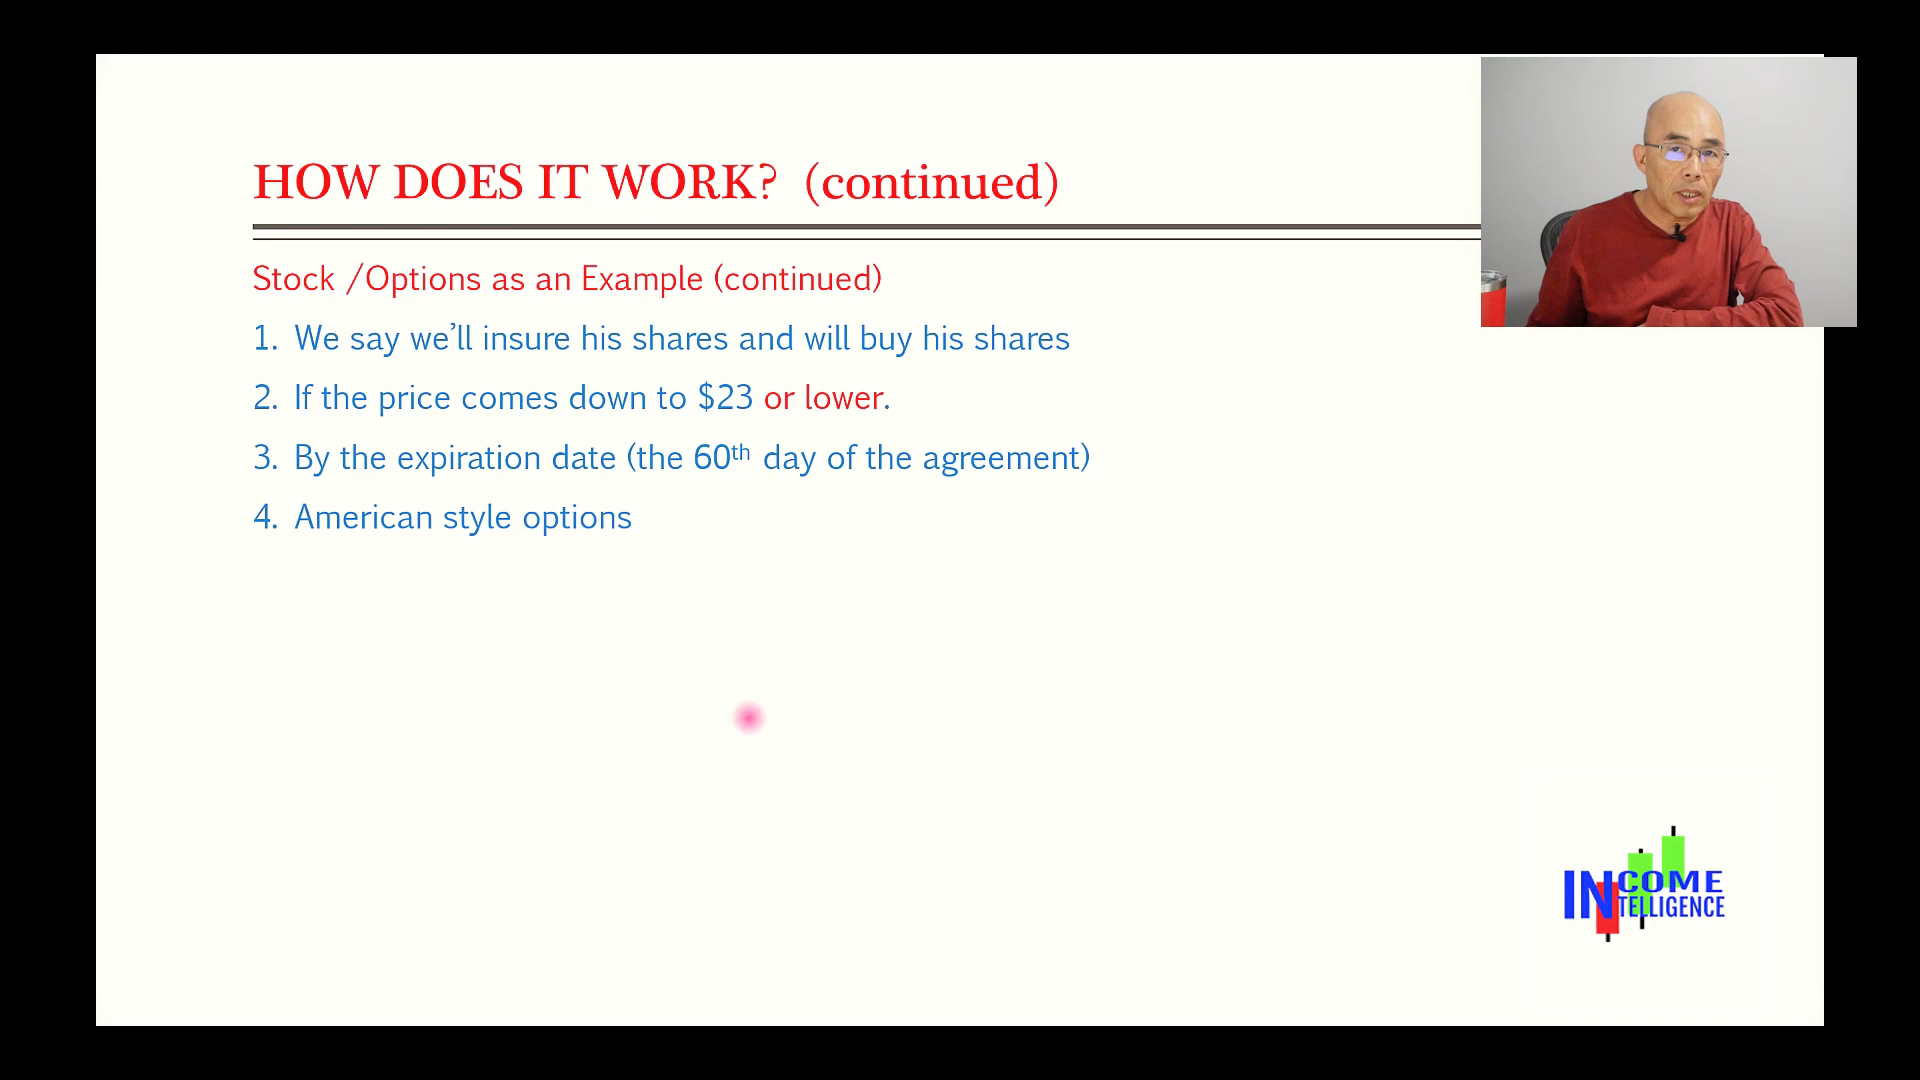 HOW DOES IT WORK? (continued)
Stock /Options as an Example (continued)
1. We say we’ll insure his shares and will buy his shares
2. If the price comes down to $23 or lower.
3. By the expiration date (the 60th day of the agreement)
4. American style options
INCOME
TELLIGENCE